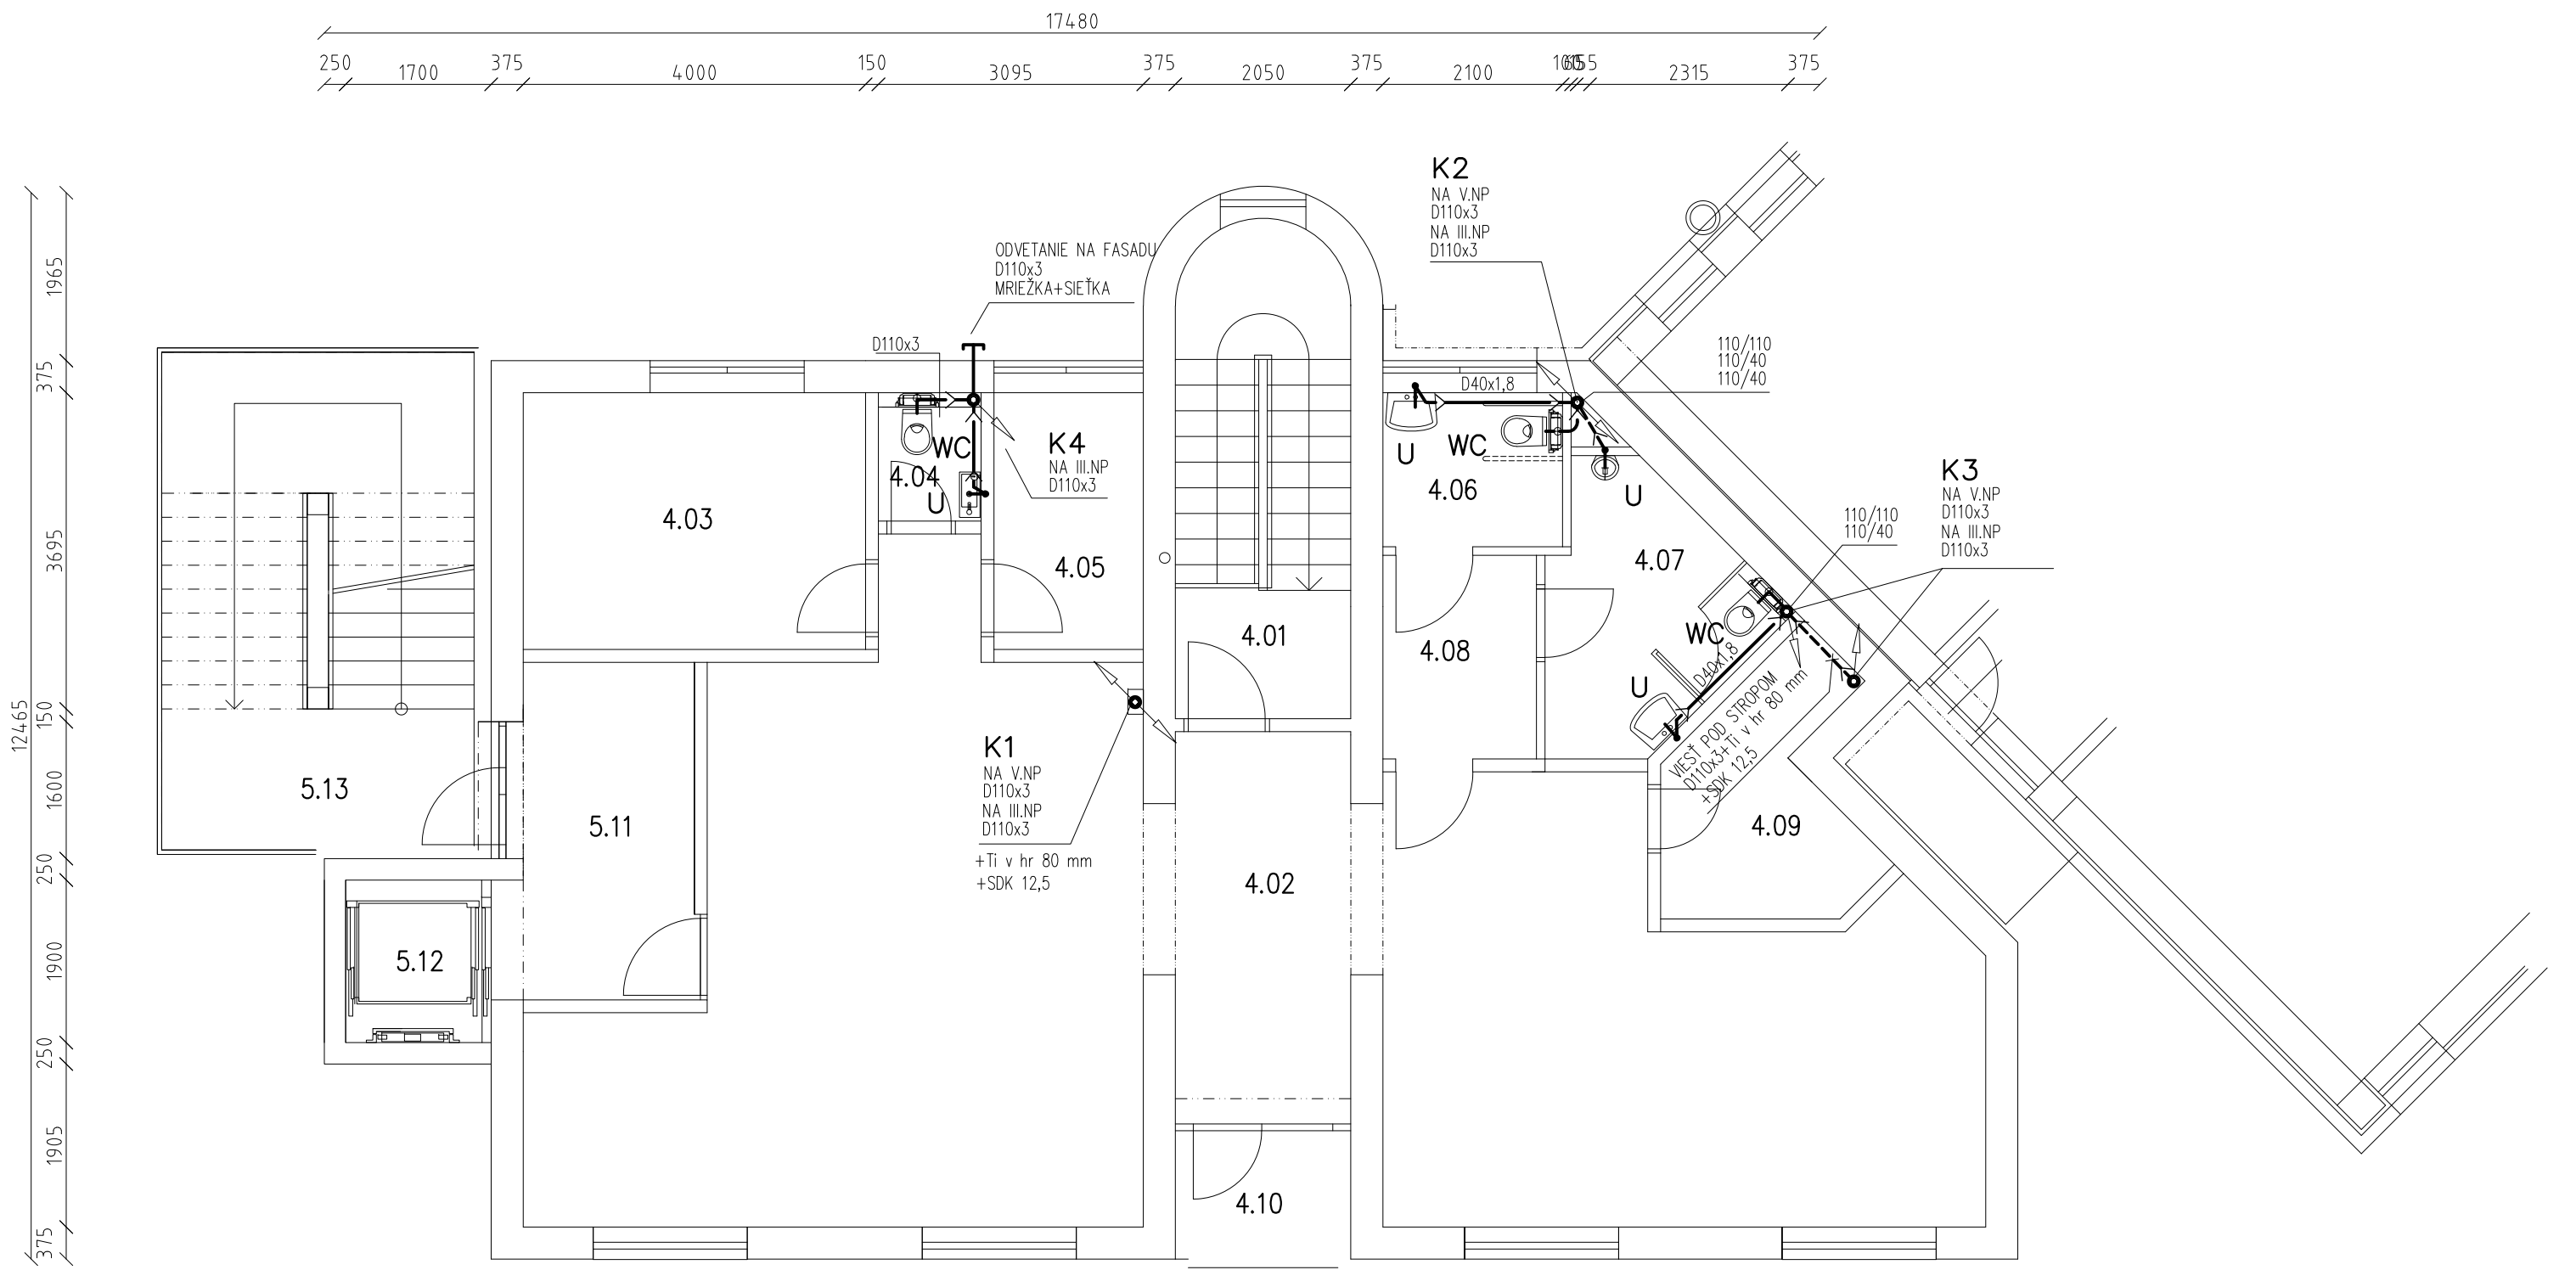 17480
250
1700
375
4000
150
3095
375
2050
375
2100
2315
375
12465
1965
375
3695
150
1600
250
1900
250
1905
375
K2
NA V.NP
D110x3
NA III.NP
D110x3
ODVETANIE NA FASADU
D110x3
MRIEŽKA+SIEŤKA
D110x3
D40x1,8
110/110
110/40
110/40
K4
NA III.NP
D110x3
WC
4.04
U
U
WC
4.06
U
K3
NA V.NP
D110x3
NA III.NP
D110x3
110/110
110/40
4.03
4.05
4.07
4.01
4.08
WC
D40x1,8
U
VIESŤ POD STROPOM
D110x3+Ti v hr 80 mm
+SDK 12,5
K1
NA V.NP
D110x3
NA III.NP
D110x3
+Ti v hr 80 mm
+SDK 12,5
5.13
5.11
4.09
4.02
5.12
4.10